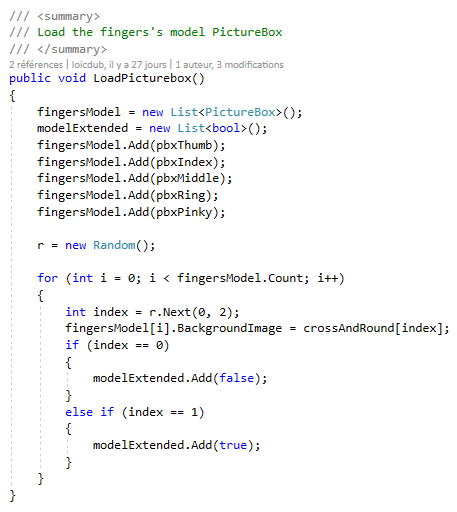 /// <summary>
/// Load the fingers's model PictureBox
/// </summary>
2 références | loicdub, il y a 27 jours | 1 auteur, 3 modifications
public void LoadPicturebox()
{
    fingersModel = new List<PictureBox>();
    modelExtended = new List<bool>();
    fingersModel.Add(pbxThumb);
    fingersModel.Add(pbxIndex);
    fingersModel.Add(pbxMiddle);
    fingersModel.Add(pbxRing);
    fingersModel.Add(pbxPinky);

    r = new Random();

    for (int i = 0; i < fingersModel.Count; i++)
    {
        int index = r.Next(0, 2);
        fingersModel[i].BackgroundImage = crossAndRound[index];
        if (index == 0)
        {
            modelExtended.Add(false);
        }
        else if (index == 1)
        {
            modelExtended.Add(true);
        }
    }
}